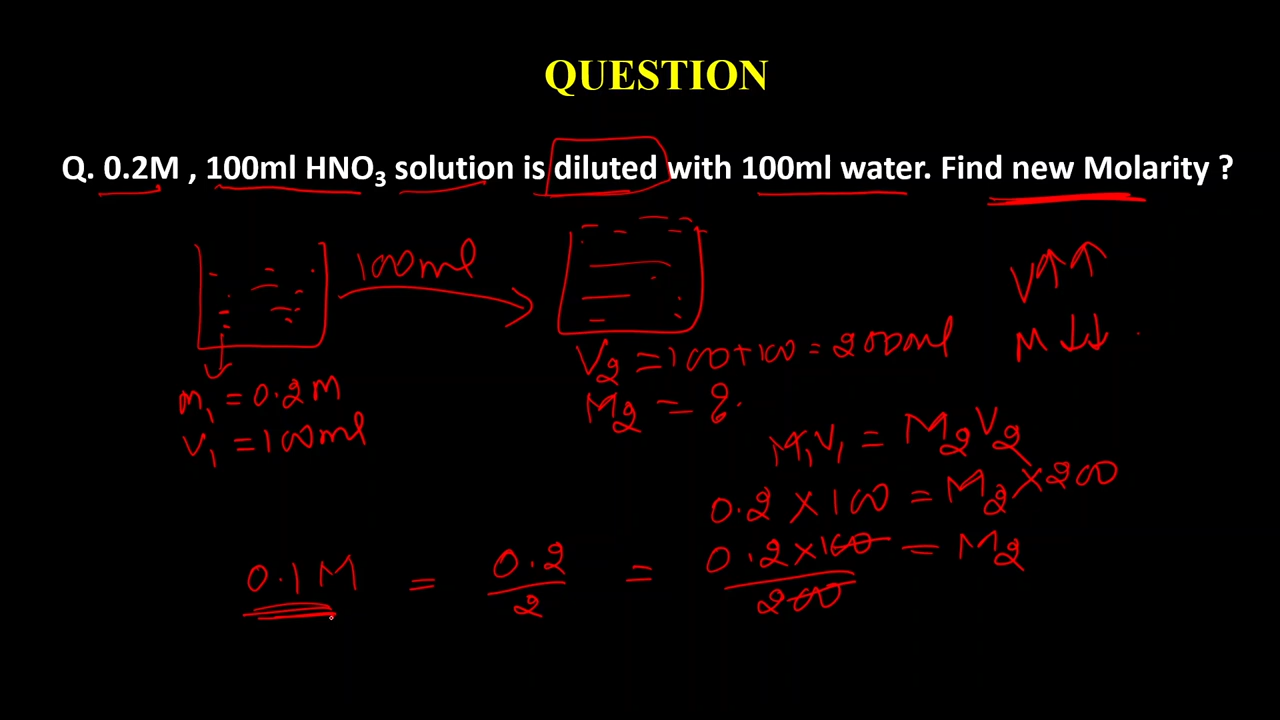 QUESTION
Q. 0.2M , 100ml HNO₃ solution is diluted with 100ml water. Find new Molarity ?
100ml
V↑↑
M↓↓
V₂ = 100+100 = 200ml
M₂ = ?
m₁ = 0.2M
V₁ = 100ml
M₁V₁ = M₂V₂
0.2 × 100 = M₂ × 200
0.1M = 0.2/2 = 0.2×100/200 = M₂